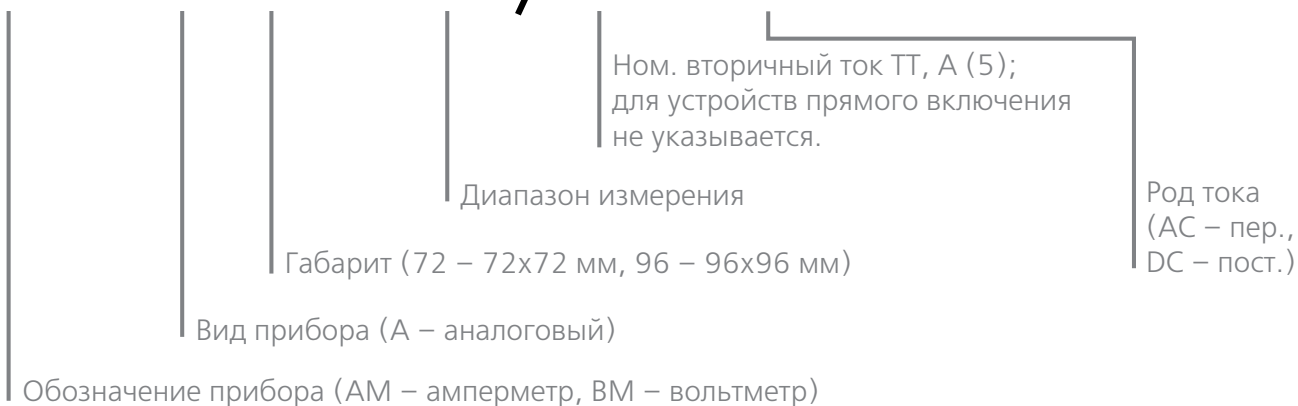 Ном. вторичный ток ТТ, А (5);
для устройств прямого включения
не указывается.
Диапазон измерения
Род тока
(AC – пер.,
DC – пост.)
Габарит (72 – 72х72 мм, 96 – 96х96 мм)
Вид прибора (А – аналоговый)
Обозначение прибора (АМ – амперметр, ВМ – вольтметр)